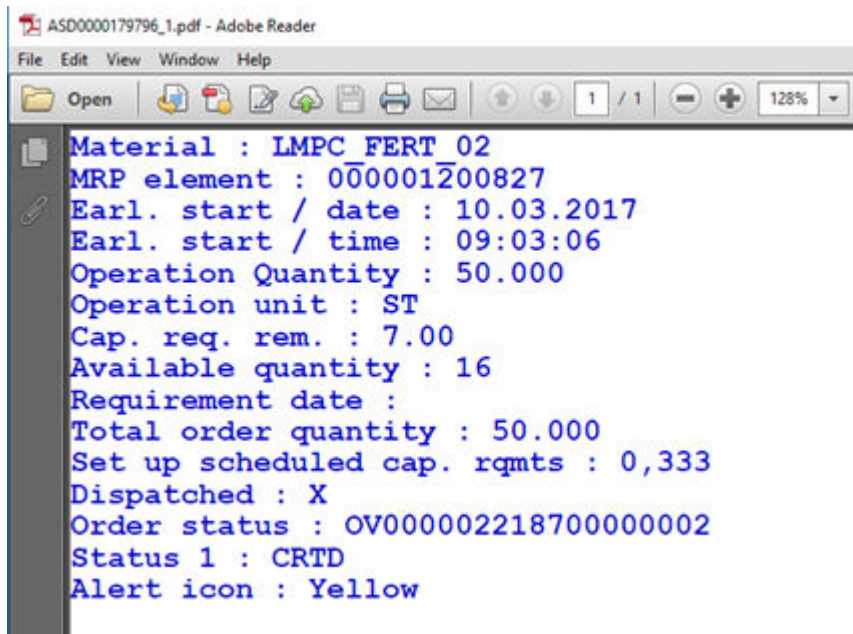 ASD0000179796_1.pdf - Adobe Reader
File Edit View Window Help
Open 1 / 1 128%
Material : LMPC_FERT_02
MRP element : 000001200827
Earl. start / date : 10.03.2017
Earl. start / time : 09:03:06
Operation Quantity : 50.000
Operation unit : ST
Cap. req. rem. : 7.00
Available quantity : 16
Requirement date :
Total order quantity : 50.000
Set up scheduled cap. rqmts : 0,333
Dispatched : X
Order status : OV000002218700000002
Status 1 : CRTD
Alert icon : Yellow